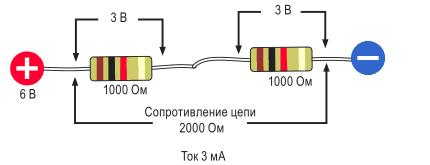 3 В
3 В
+
−
6 В
1000 Ом
1000 Ом
Сопротивление цепи
2000 Ом
Ток 3 мА